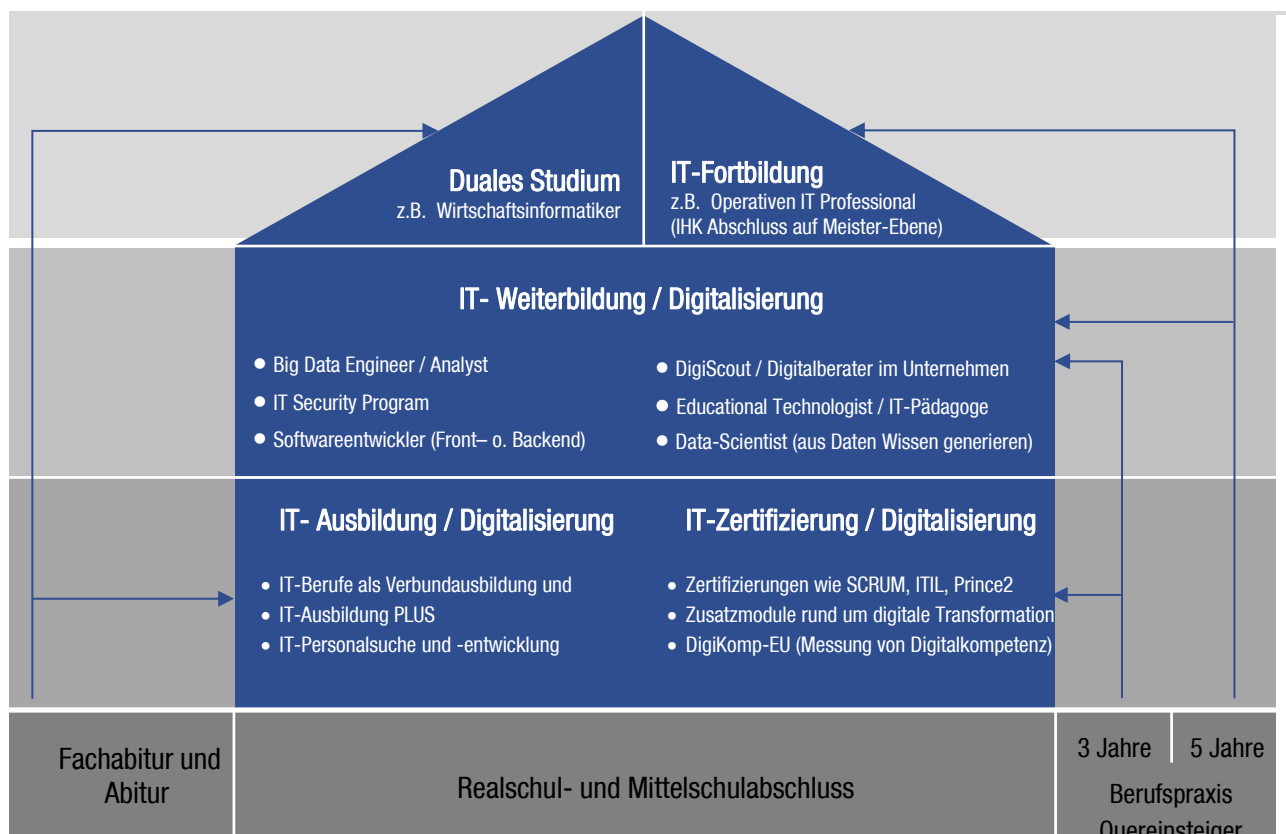 Duales Studium
z.B. Wirtschaftsinformatiker
IT-Fortbildung
z.B. Operativen IT Professional
(IHK Abschluss auf Meister-Ebene)
IT- Weiterbildung / Digitalisierung
● Big Data Engineer / Analyst
● IT Security Program
● Softwareentwickler (Front– o. Backend)
● DigiScout / Digitalberater im Unternehmen
● Educational Technologist / IT-Pädagoge
● Data-Scientist (aus Daten Wissen generieren)
IT- Ausbildung / Digitalisierung
• IT-Berufe als Verbundausbildung und
• IT-Ausbildung PLUS
• IT-Personalsuche und -entwicklung
IT-Zertifizierung / Digitalisierung
• Zertifizierungen wie SCRUM, ITIL, Prince2
• Zusatzmodule rund um digitale Transformation
• DigiKomp-EU (Messung von Digitalkompetenz)
Fachabitur und
Abitur
Realschul- und Mittelschulabschluss
3 Jahre
5 Jahre
Berufspraxis
Quereinsteiger